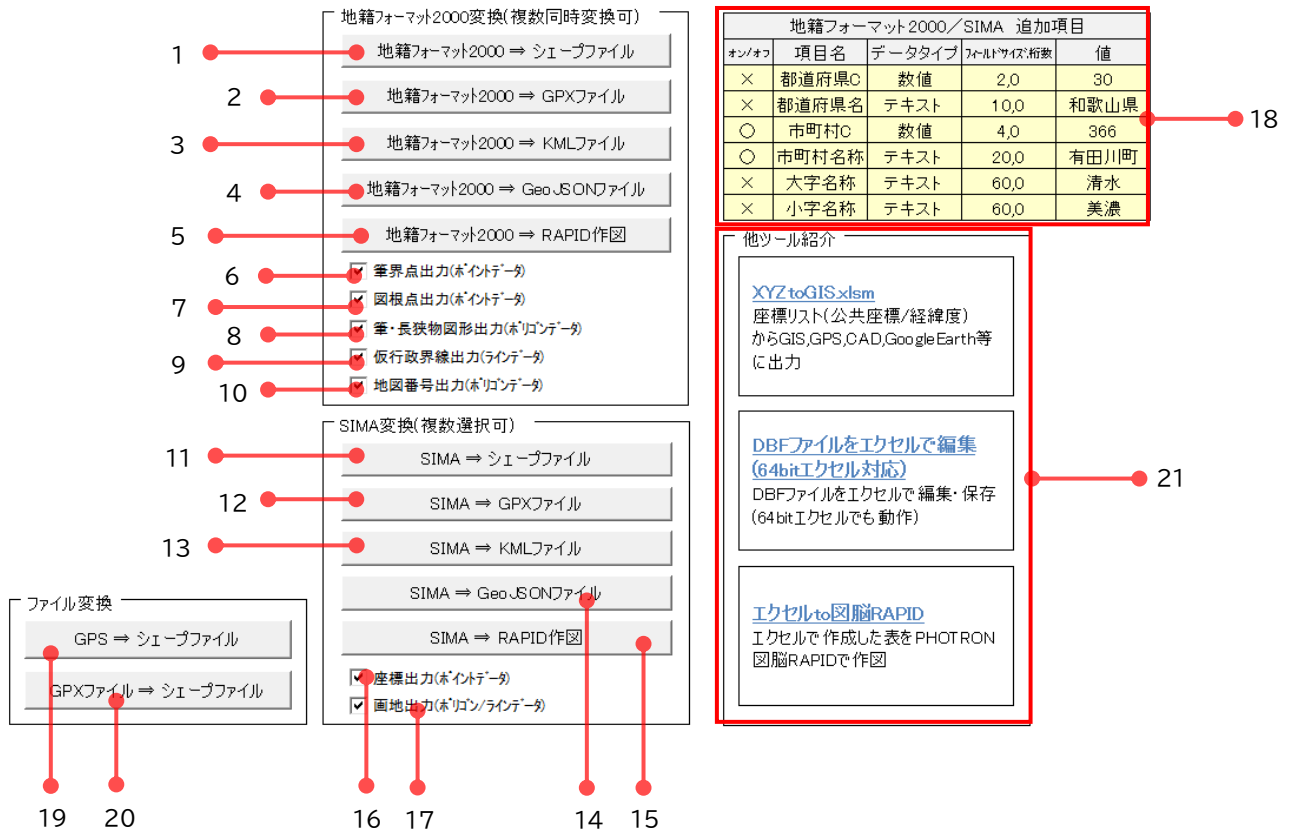 地籍フォーマット2000変換(複数同時変換可)
1
地籍フォーマット2000 ⇒ シェープファイル
2
地籍フォーマット2000 ⇒ GPXファイル
3
地籍フォーマット2000 ⇒ KMLファイル
4
地籍フォーマット2000 ⇒ GeoJSONファイル
5
地籍フォーマット2000 ⇒ RAPID作図
6
筆界点出力(ポイントデータ)
7
図根点出力(ポイントデータ)
8
筆・長狭物図形出力(ポリゴンデータ)
9
仮行政界線出力(ラインデータ)
10
地図番号出力(ポリゴンデータ)
SIMA変換(複数選択可)
11
SIMA ⇒ シェープファイル
12
SIMA ⇒ GPXファイル
13
SIMA ⇒ KMLファイル
SIMA ⇒ GeoJSONファイル
SIMA ⇒ RAPID作図
座標出力(ポイントデータ)
画地出力(ポリゴン/ラインデータ)
ファイル変換
GPS ⇒ シェープファイル
GPXファイル ⇒ シェープファイル
19
20
16
17
14
15
地籍フォーマット2000／SIMA 追加項目
オン/オフ 項目名 データタイプ フィールドサイズ,桁数 値
× 都道府県C 数値 2,0 30
× 都道府県名 テキスト 10,0 和歌山県
○ 市町村C 数値 4,0 366
○ 市町村名称 テキスト 20,0 有田川町
× 大字名称 テキスト 60,0 清水
× 小字名称 テキスト 60,0 美濃
18
他ツール紹介
XYZtoGIS.xlsm
座標リスト(公共座標/経緯度)
からGIS,GPS,CAD,GoogleEarth等
に出力
DBFファイルをエクセルで編集
(64bitエクセル対応)
DBFファイルをエクセルで編集・保存
(64bitエクセルでも動作)
エクセルto図脳RAPID
エクセルで作成した表をPHOTRON
図脳RAPIDで作図
21